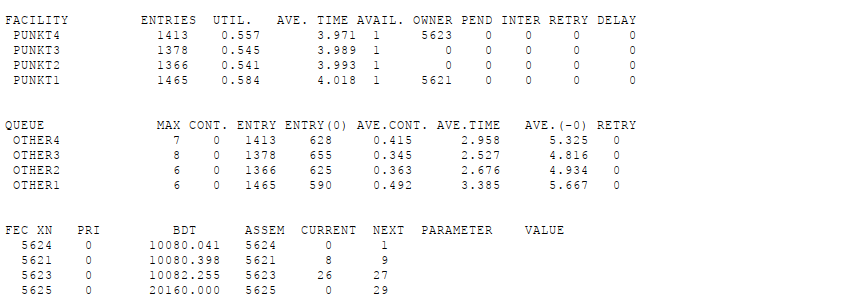 FACILITY ENTRIES UTIL. AVE. TIME AVAIL. OWNER PEND INTER RETRY DELAY
PUNKT4 1413 0.557 3.971 1 5623 0 0 0 0
PUNKT3 1378 0.545 3.989 1 0 0 0 0 0
PUNKT2 1366 0.541 3.993 1 0 0 0 0 0
PUNKT1 1465 0.584 4.018 1 5621 0 0 0 0
QUEUE MAX CONT. ENTRY ENTRY(0) AVE.CONT. AVE.TIME AVE.(-0) RETRY
OTHER4 7 0 1413 628 0.415 2.958 5.325 0
OTHER3 8 0 1378 655 0.345 2.527 4.816 0
OTHER2 6 0 1366 625 0.363 2.676 4.934 0
OTHER1 6 0 1465 590 0.492 3.385 5.667 0
FEC XN PRI BDT ASSEM CURRENT NEXT PARAMETER VALUE
5624 0 10080.041 5624 0 1
5621 0 10080.398 5621 8 9
5623 0 10082.255 5623 26 27
5625 0 20160.000 5625 0 29